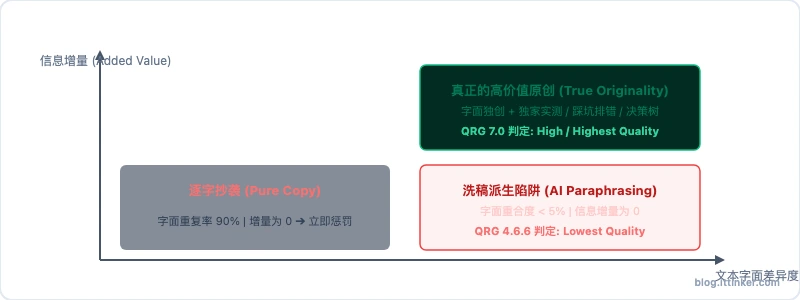 信息增量 (Added Value)
真正的高价值原创 (True Originality)
字面独创 + 独家实测 / 踩坑排错 / 决策树
QRG 7.0 判定: High / Highest Quality
逐字抄袭 (Pure Copy)
字面重复率 90% | 增量为 0 ➔ 立即惩罚
洗稿派生陷阱 (AI Paraphrasing)
字面重合度 < 5% | 信息增量为 0
QRG 4.6.6 判定: Lowest Quality
文本字面差异度
blog.ittinker.com